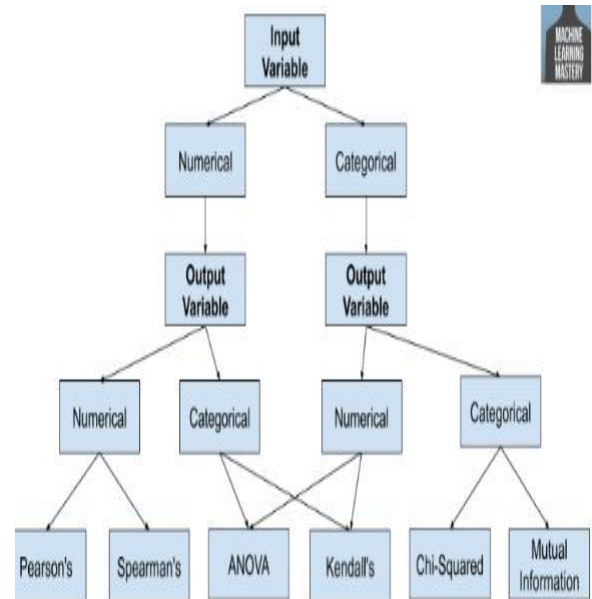 Input
Variable
MACHINE
LEARNING
MASTERY
Numerical
Categorical
Output
Variable
Output
Variable
Numerical
Categorical
Numerical
Categorical
Pearson's
Spearman's
ANOVA
Kendall's
Chi-Squared
Mutual
Information